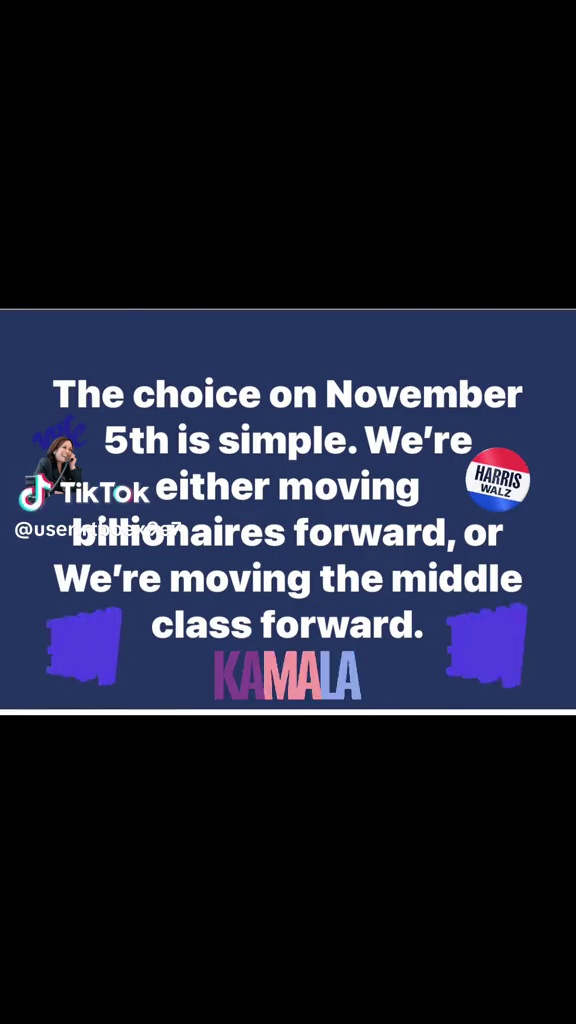 The choice on November
vote
5th is simple. We're
HARRIS
WALZ
TikTok
either moving
billionaires forward, or
We're moving the middle
class forward.
KAMALA